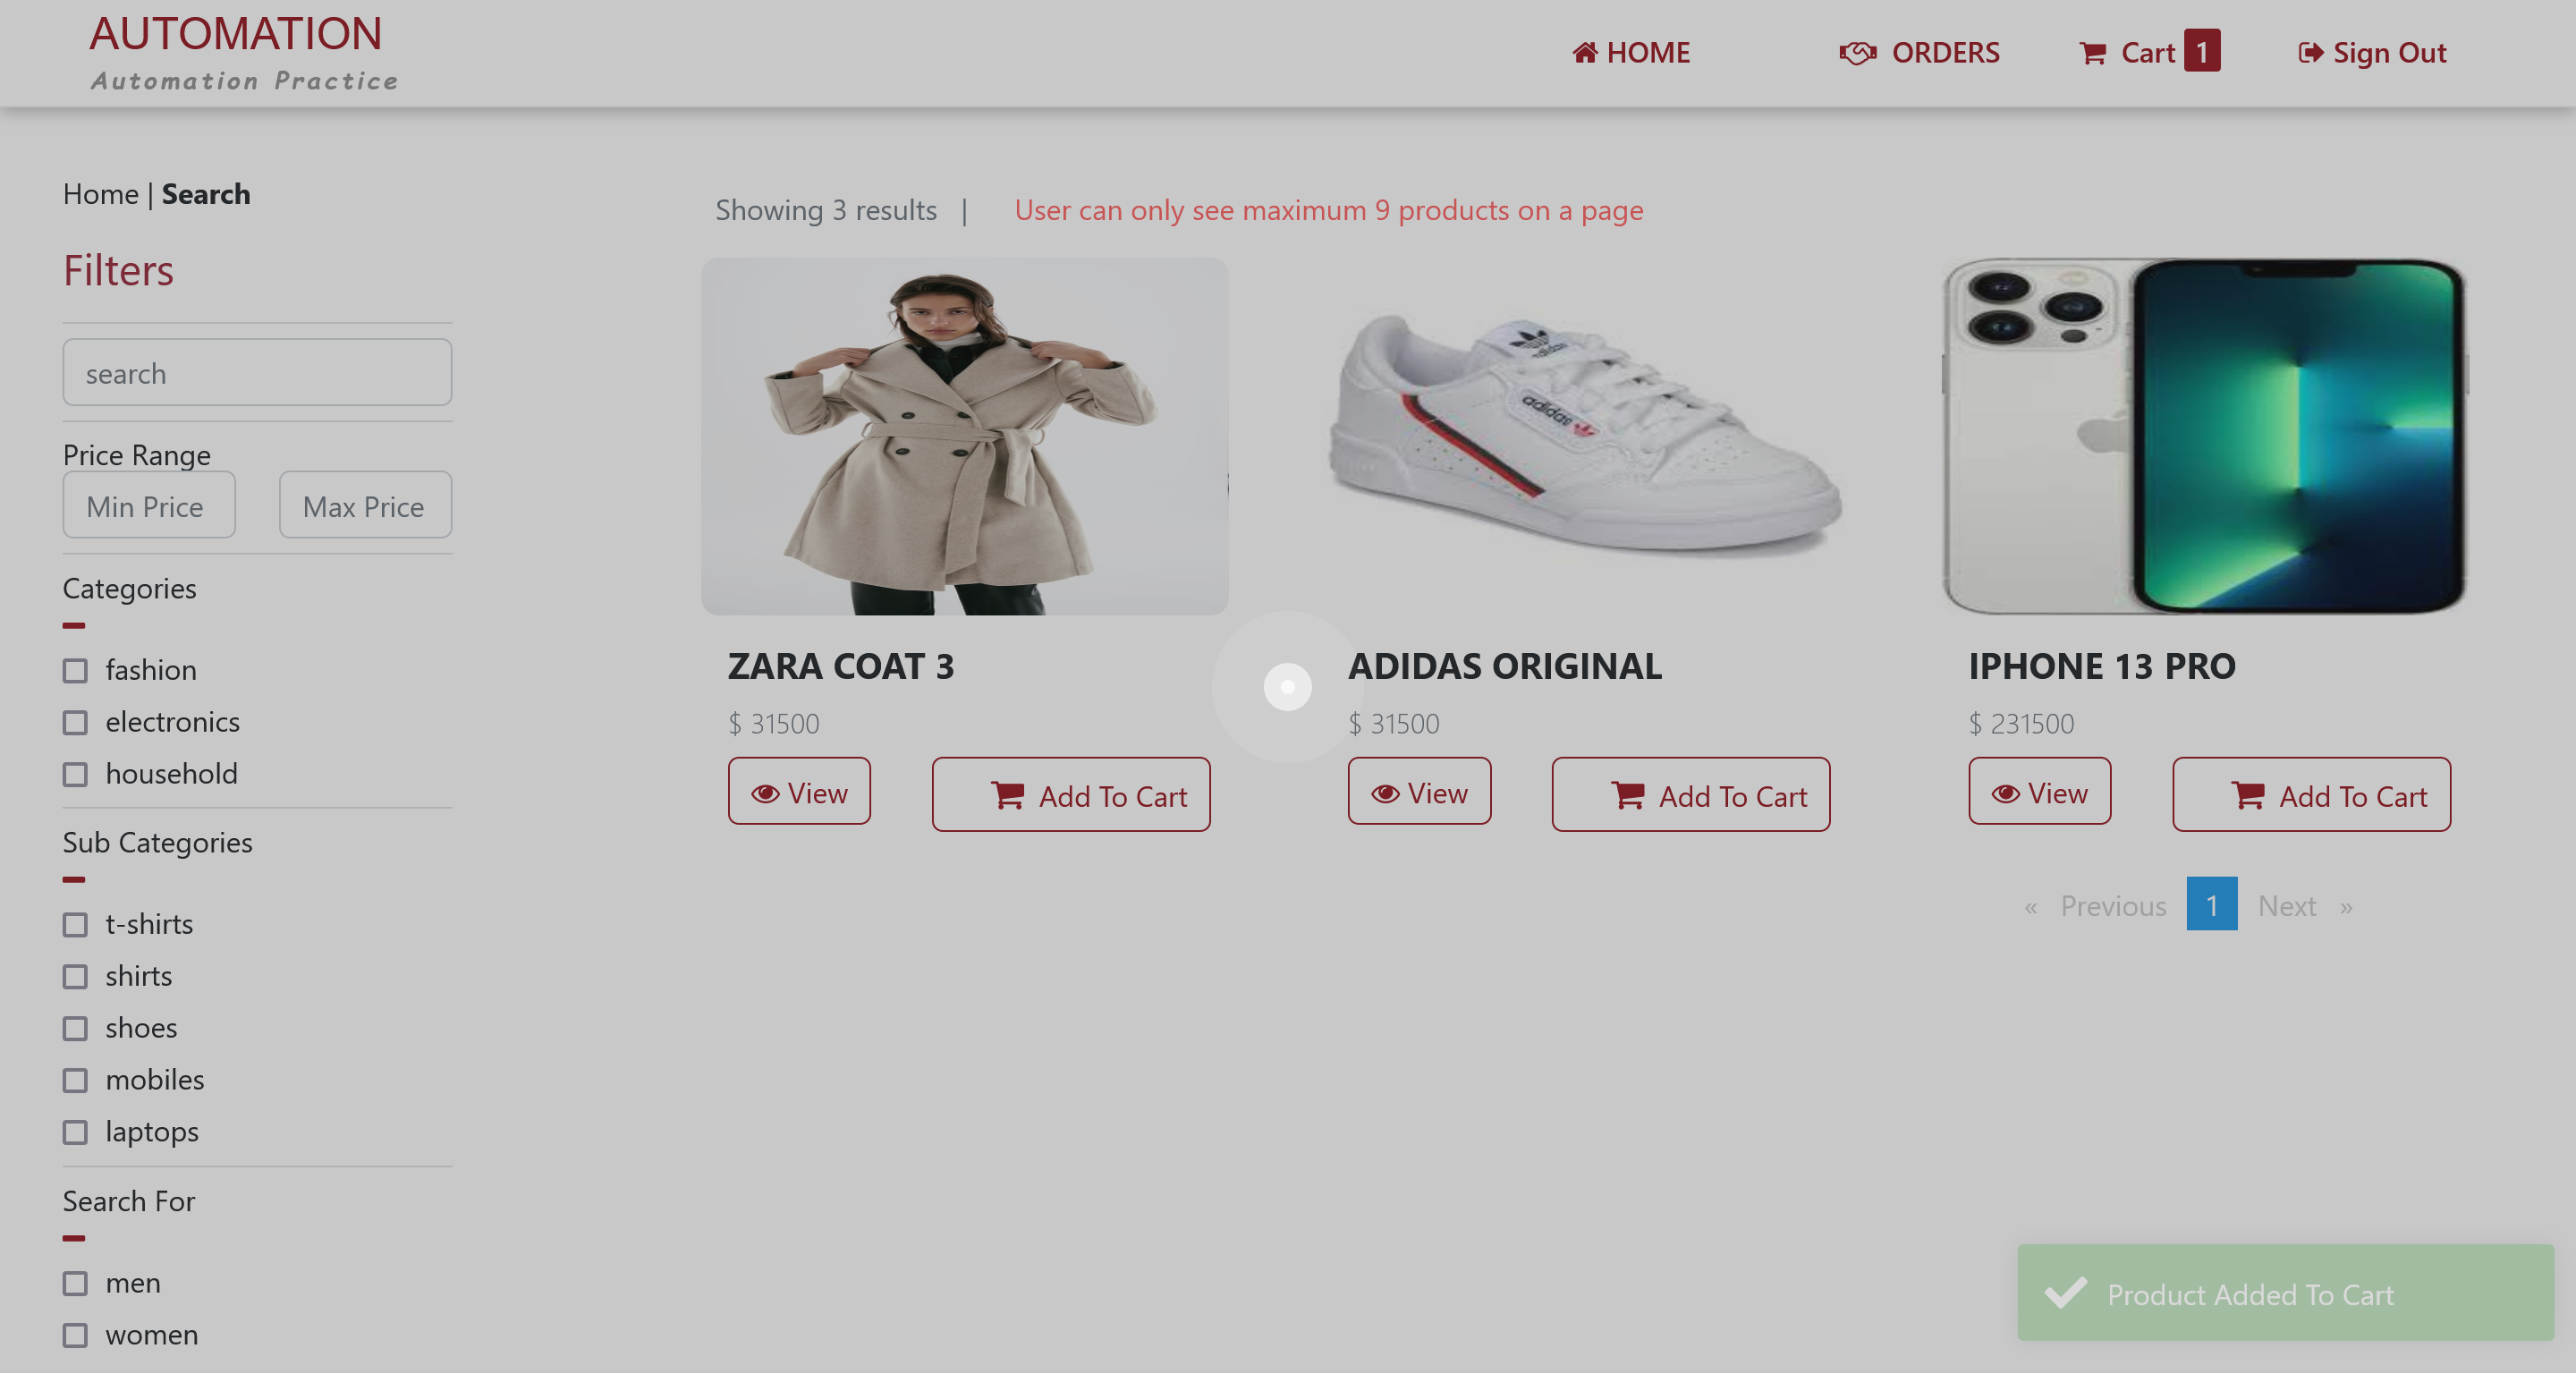 AUTOMATION
Automation Practice
HOME
ORDERS
Cart 1
Sign Out
Home | Search
Showing 3 results |
User can only see maximum 9 products on a page
Filters
search
Price Range
Min Price
Max Price
Categories
fashion
electronics
household
Sub Categories
t-shirts
shirts
shoes
mobiles
laptops
Search For
men
women
adidas
adidas
ZARA COAT 3
$ 31500
View
Add To Cart
ADIDAS ORIGINAL
$ 31500
View
Add To Cart
IPHONE 13 PRO
$ 231500
View
Add To Cart
« Previous 1 Next »
Product Added To Cart